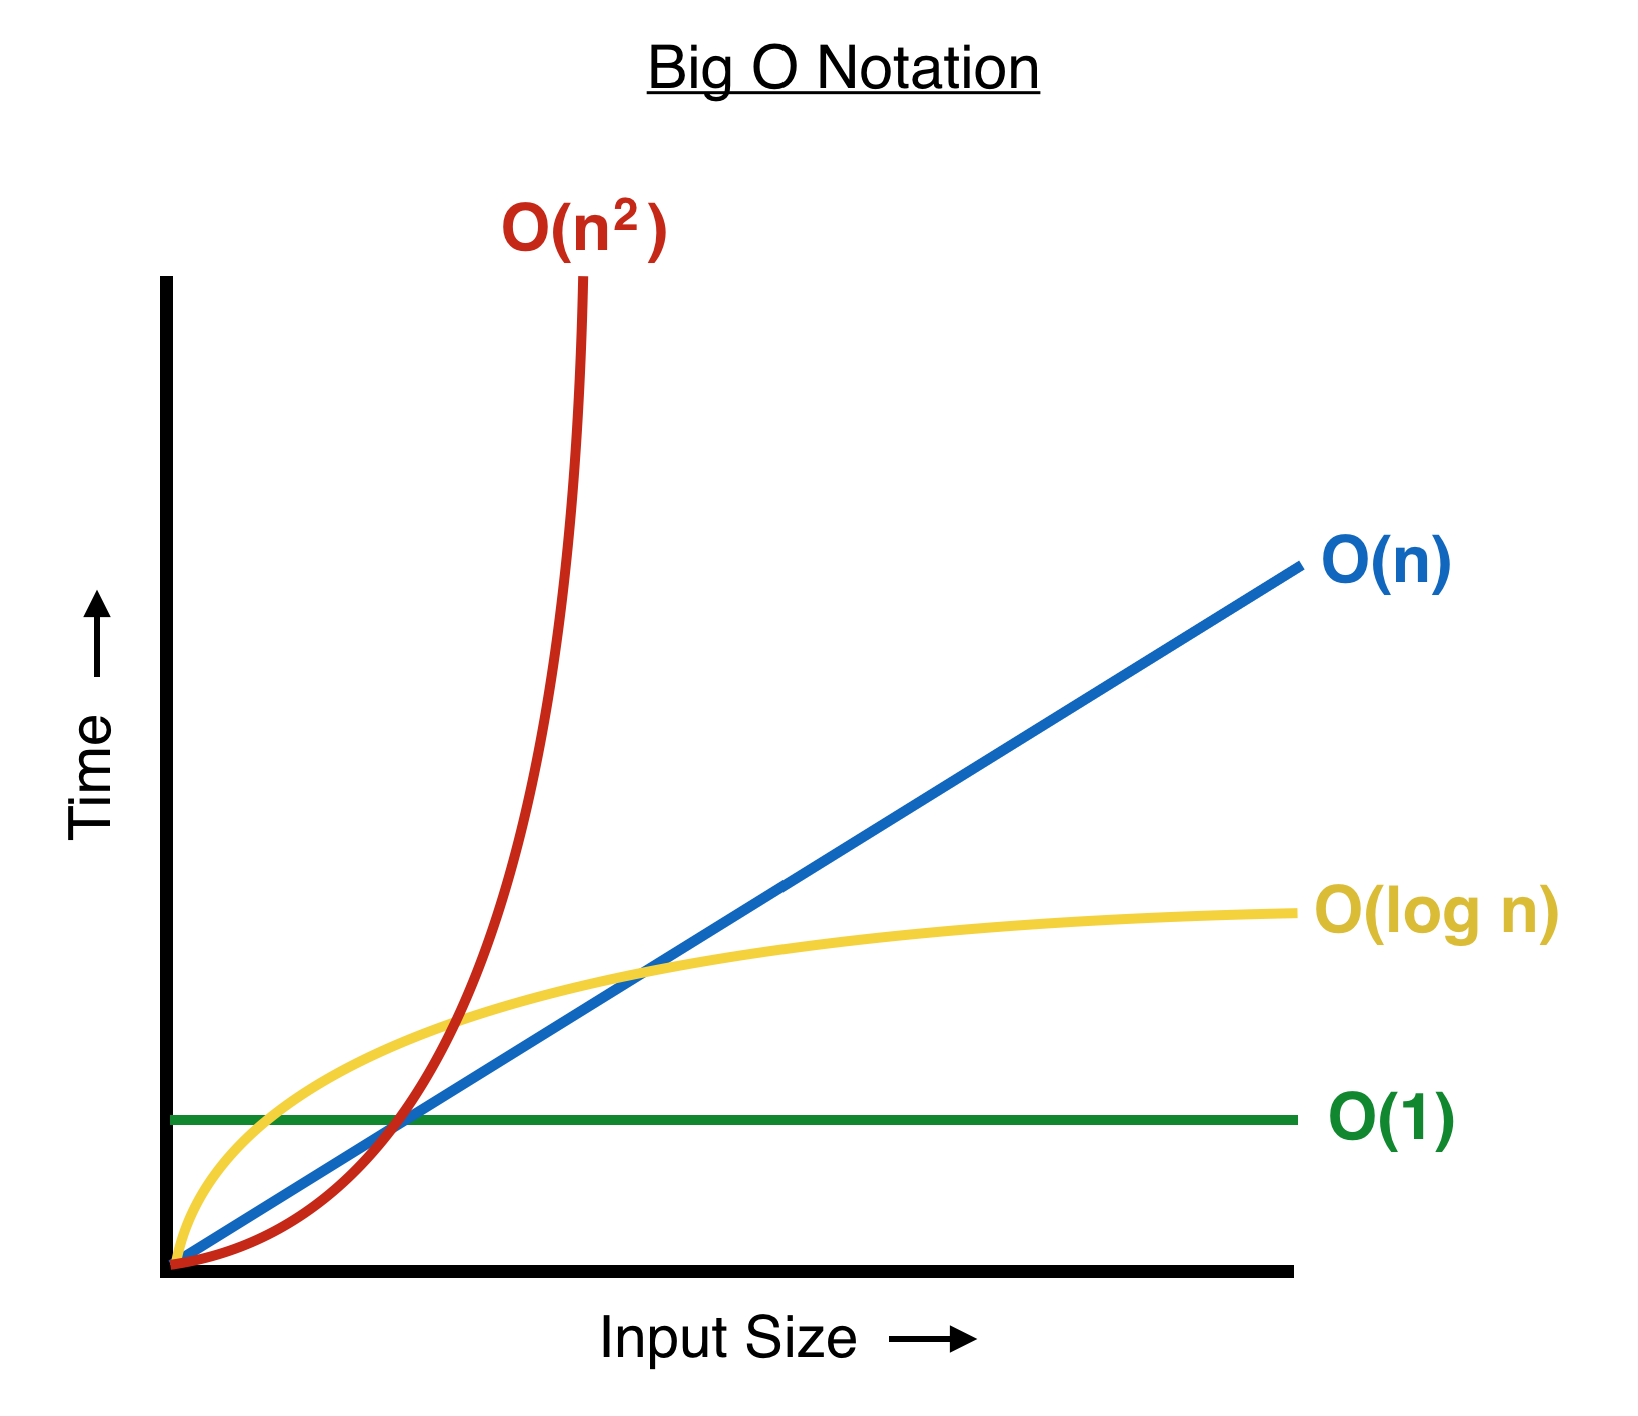 Big O Notation
O(n²)
O(n)
Time
O(log n)
O(1)
Input Size